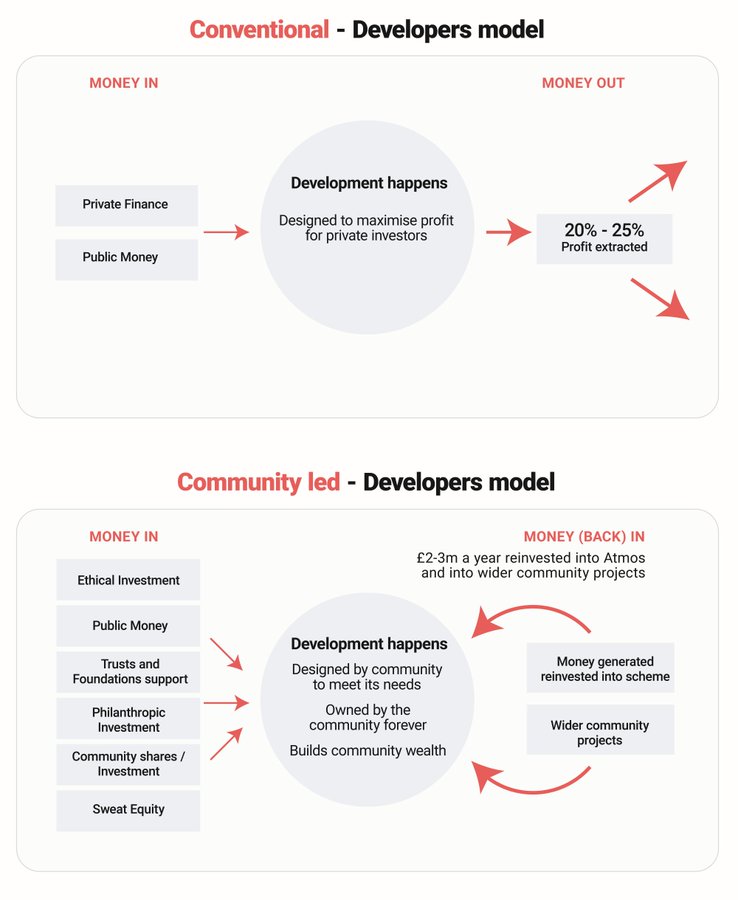 Conventional - Developers model
MONEY IN
MONEY OUT
Private Finance
Public Money
Development happens
Designed to maximise profit
for private investors
20% - 25%
Profit extracted
Community led - Developers model
MONEY IN
Ethical Investment
Public Money
Trusts and
Foundations support
Philanthropic
Investment
Community shares /
Investment
Sweat Equity
Development happens
Designed by community
to meet its needs
Owned by the
community forever
Builds community wealth
MONEY (BACK) IN
£2-3m a year reinvested into Atmos
and into wider community projects
Money generated
reinvested into scheme
Wider community
projects